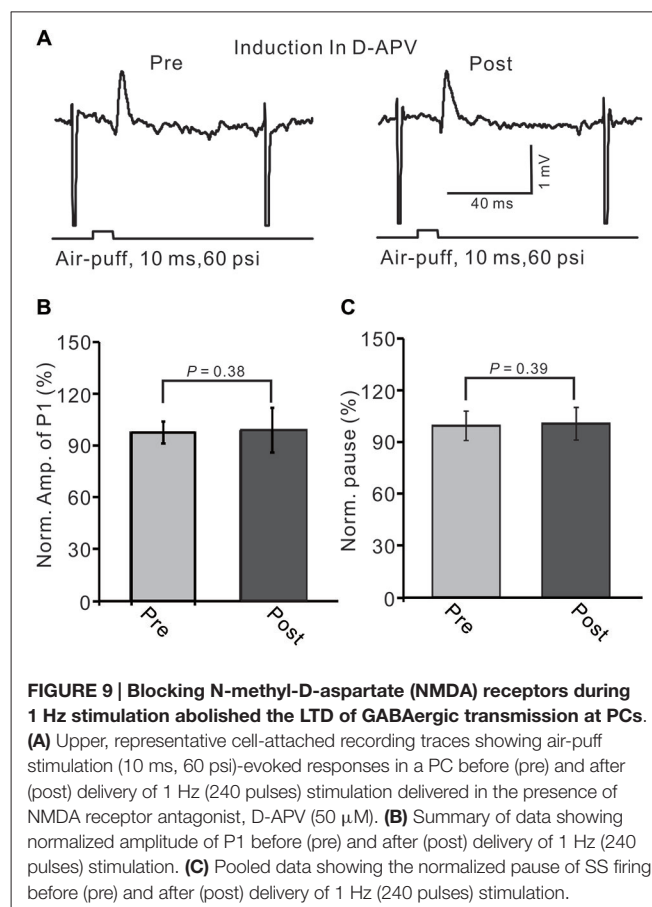 A
Induction In D-APV
Pre
Post
1 mV
40 ms
Air-puff, 10 ms,60 psi
Air-puff, 10 ms,60 psi
B
Norm. Amp. of P1 (%)
150
120
90
60
30
0
P = 0.38
Pre
Post
C
Norm. pause (%)
150
120
90
60
30
0
P = 0.39
Pre
Post
FIGURE 9 | Blocking N-methyl-D-aspartate (NMDA) receptors during
1 Hz stimulation abolished the LTD of GABAergic transmission at PCs.
(A) Upper, representative cell-attached recording traces showing air-puff
stimulation (10 ms, 60 psi)-evoked responses in a PC before (pre) and after
(post) delivery of 1 Hz (240 pulses) stimulation delivered in the presence of
NMDA receptor antagonist, D-APV (50 μM). (B) Summary of data showing
normalized amplitude of P1 before (pre) and after (post) delivery of 1 Hz (240
pulses) stimulation. (C) Pooled data showing the normalized pause of SS firing
before (pre) and after (post) delivery of 1 Hz (240 pulses) stimulation.